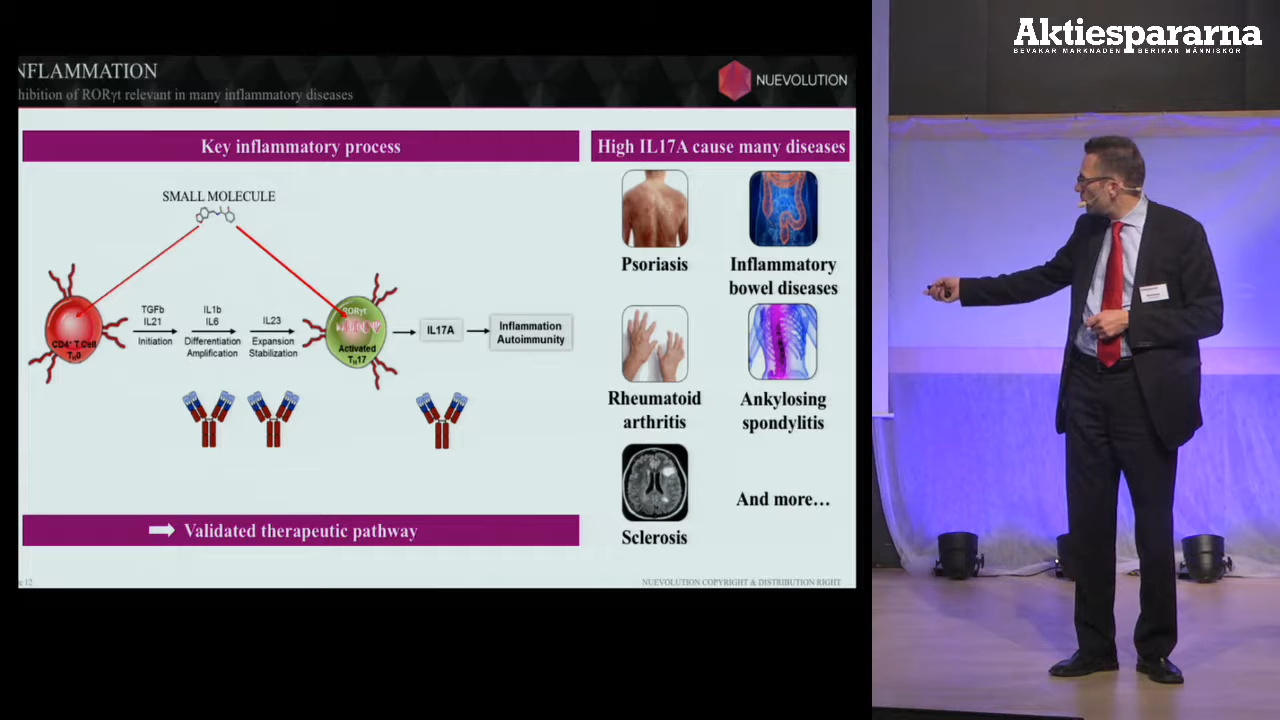 Aktiespararna
BEVAKAR MARKNADEN BERIKAR MÄNNISKOR
NFLAMMATION
hibition of RORγt relevant in many inflammatory diseases
NUEVOLUTION
Key inflammatory process
High IL17A cause many diseases
SMALL MOLECULE
TGFb
IL21
Initiation
IL1b
IL6
Differentiation
Amplification
IL23
Expansion
Stabilization
CD4⁺ T Cell
TH0
RORγt
Activated
TH17
IL17A
Inflammation
Autoimmunity
Psoriasis
Inflammatory
bowel diseases
Rheumatoid
arthritis
Ankylosing
spondylitis
Sclerosis
And more…
Validated therapeutic pathway
12
NUEVOLUTION COPYRIGHT & DISTRIBUTION RIGHT